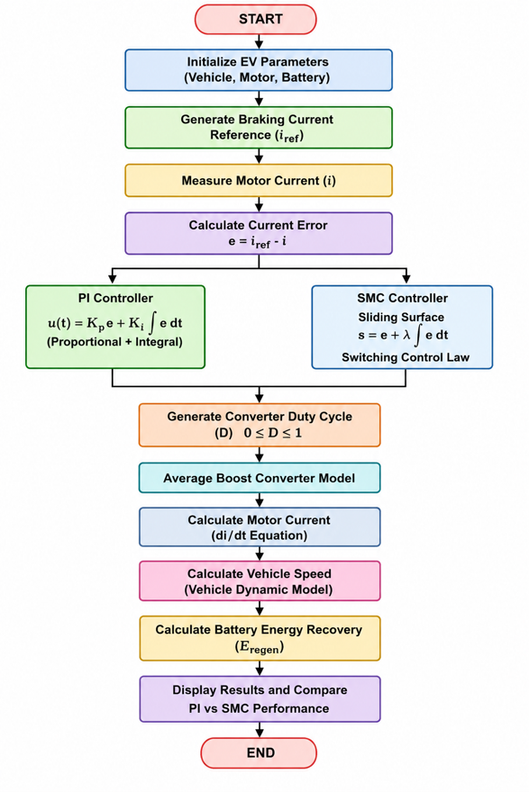 START
Initialize EV Parameters
(Vehicle, Motor, Battery)
Generate Braking Current
Reference (i_ref)
Measure Motor Current (i)
Calculate Current Error
e = i_ref - i
PI Controller
u(t) = K_p e + K_i ∫ e dt
(Proportional + Integral)
SMC Controller
Sliding Surface
s = e + λ ∫ e dt
Switching Control Law
Generate Converter Duty Cycle
(D) 0 ≤ D ≤ 1
Average Boost Converter Model
Calculate Motor Current
(di/dt Equation)
Calculate Vehicle Speed
(Vehicle Dynamic Model)
Calculate Battery Energy Recovery
(E_regen)
Display Results and Compare
PI vs SMC Performance
END